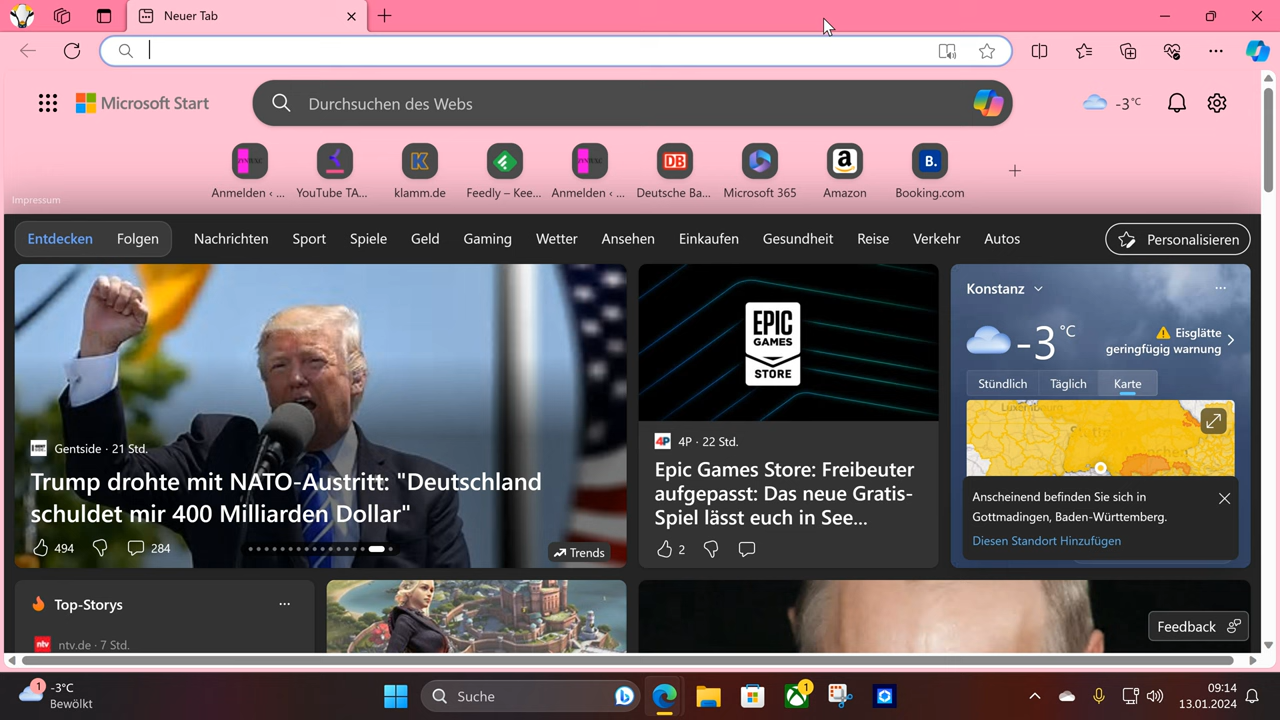 Neuer Tab
Microsoft Start
Durchsuchen des Webs
-3°C
Anmelden ‹ ...
YouTube TA...
klamm.de
Feedly – Kee...
Anmelden ‹ ...
Deutsche Ba...
Microsoft 365
Amazon
Booking.com
Impressum
Entdecken
Folgen
Nachrichten
Sport
Spiele
Geld
Gaming
Wetter
Ansehen
Einkaufen
Gesundheit
Reise
Verkehr
Autos
Personalisieren
Gentside · 21 Std.
Trump drohte mit NATO-Austritt: "Deutschland
schuldet mir 400 Milliarden Dollar"
494
284
Trends
EPIC
GAMES
STORE
4P · 22 Std.
Epic Games Store: Freibeuter
aufgepasst: Das neue Gratis-
Spiel lässt euch in See...
2
Konstanz
-3 °C
Eisglätte
geringfügig warnung
Stündlich
Täglich
Karte
Luxembourg
Anscheinend befinden Sie sich in
Gottmadingen, Baden-Württemberg.
Diesen Standort Hinzufügen
Top-Storys
ntv.de · 7 Std.
Feedback
1
-3°C
Bewölkt
Suche
1
09:14
13.01.2024